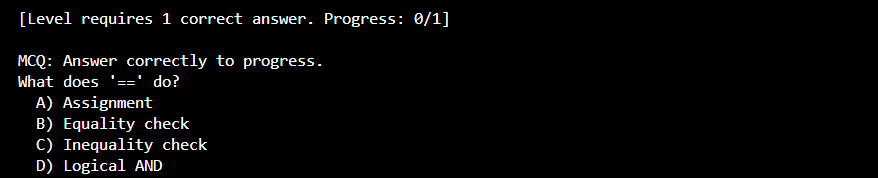 [Level requires 1 correct answer. Progress: 0/1]
MCQ: Answer correctly to progress.
What does '==' do?
A) Assignment
B) Equality check
C) Inequality check
D) Logical AND